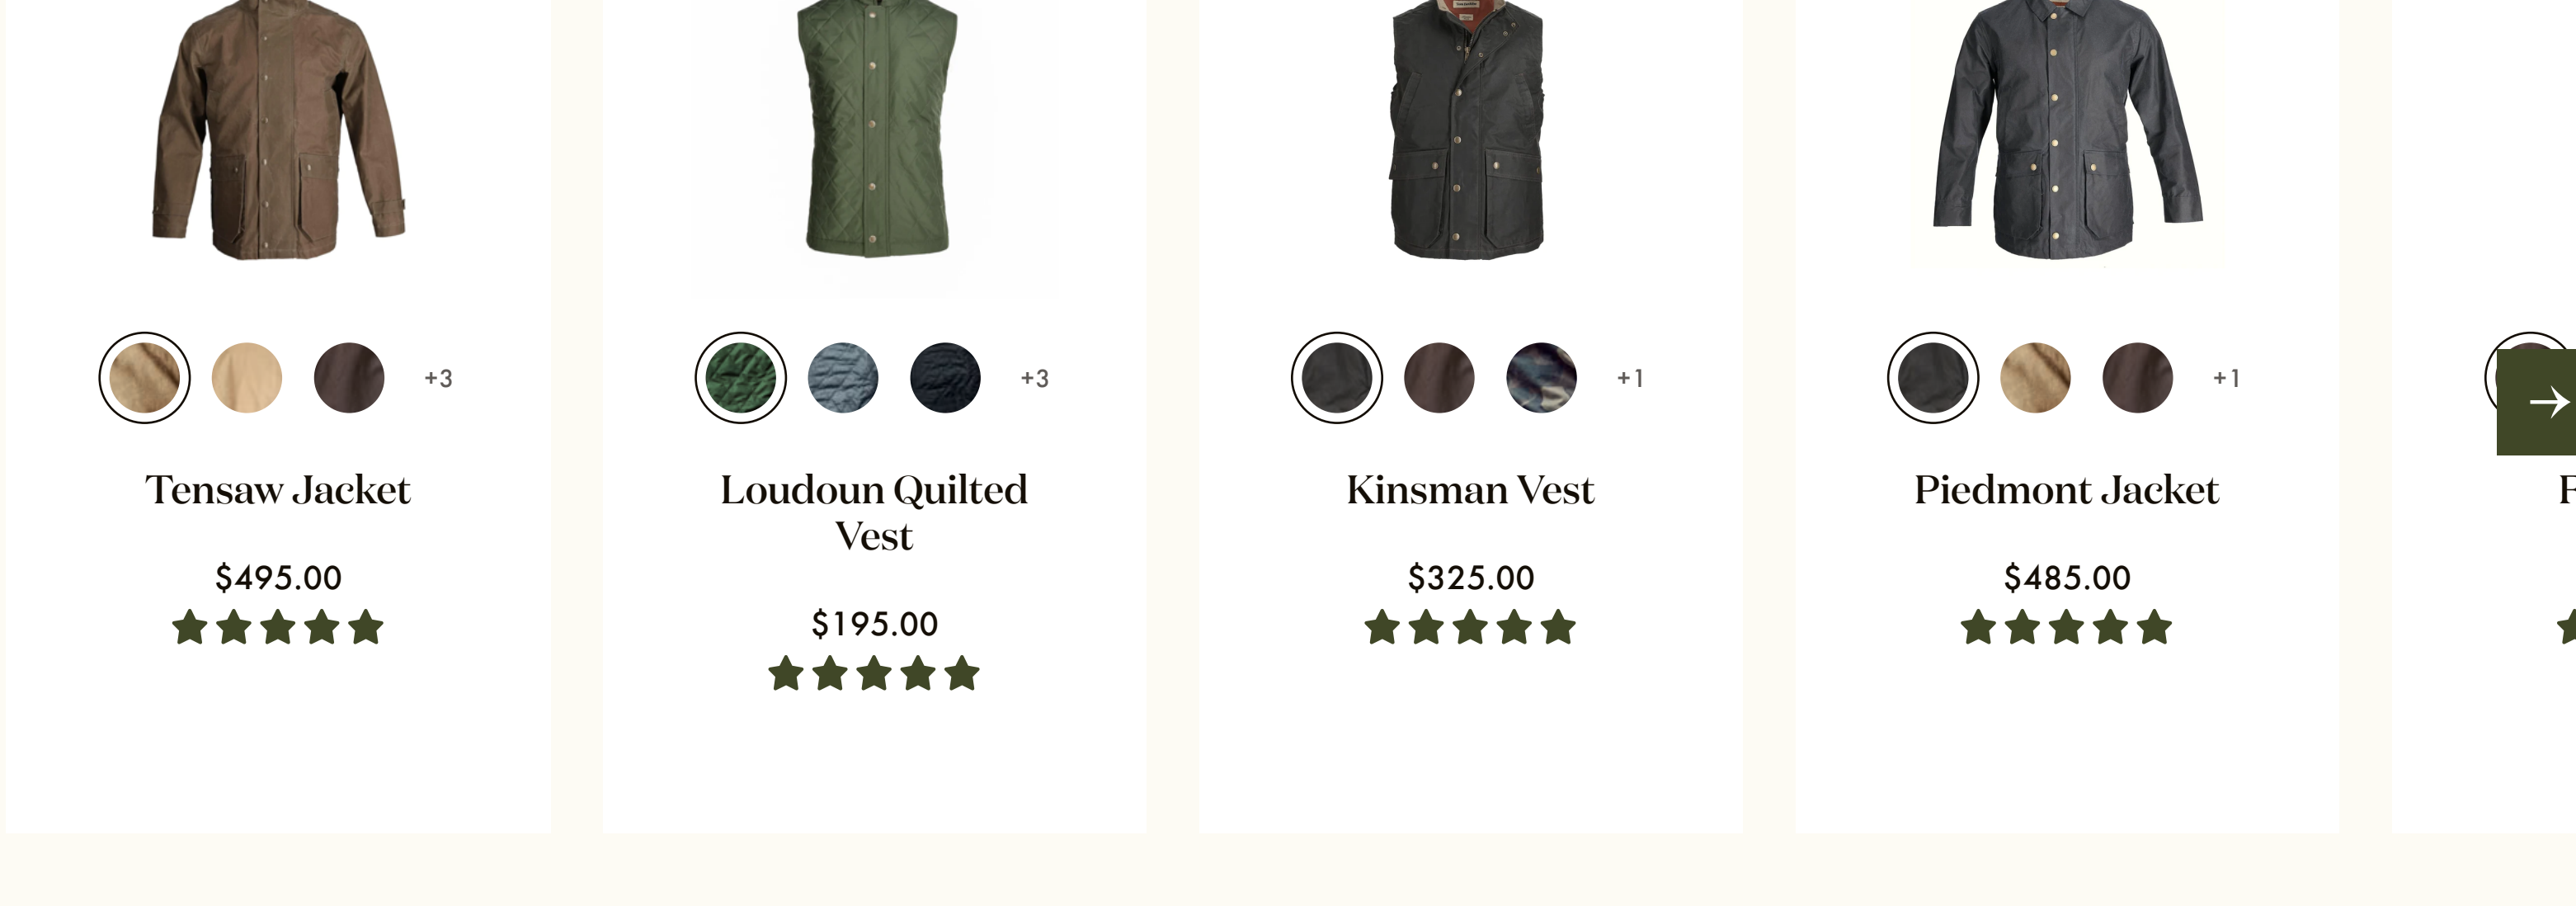 +3
+3
+1
+1
Tensaw Jacket
$495.00
Loudoun Quilted
Vest
$195.00
Kinsman Vest
$325.00
Piedmont Jacket
$485.00